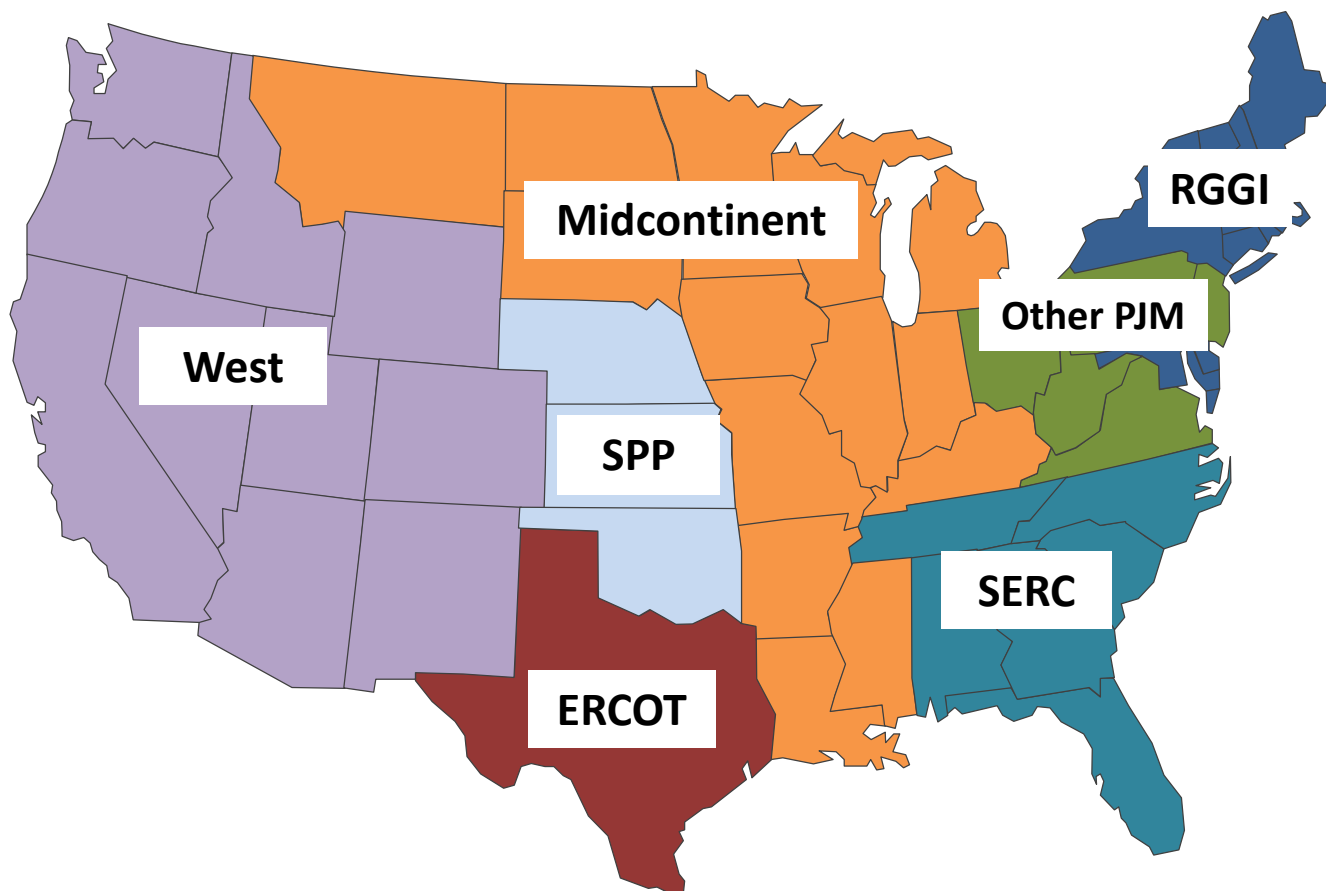 RGGI
Midcontinent
Other PJM
West
SPP
SERC
ERCOT